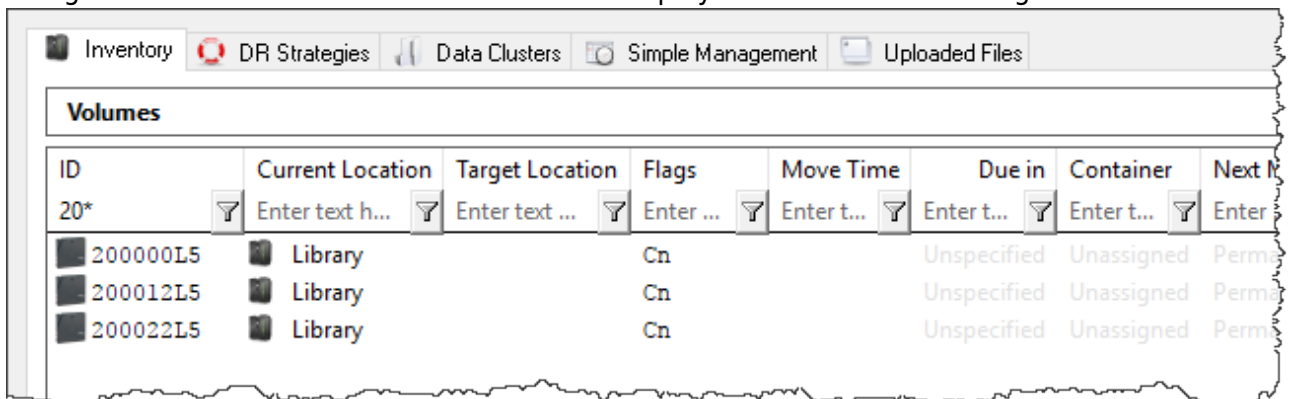 Inventory DR Strategies Data Clusters Simple Management Uploaded Files
Volumes
ID Current Location Target Location Flags Move Time Due in Container Next
20* Enter text h... Enter text ... Enter ... Enter t... Enter t... Enter t... Enter
200000L5 Library Cn Unspecified Unassigned
200012L5 Library Cn Unspecified Unassigned
200022L5 Library Cn Unspecified Unassigned